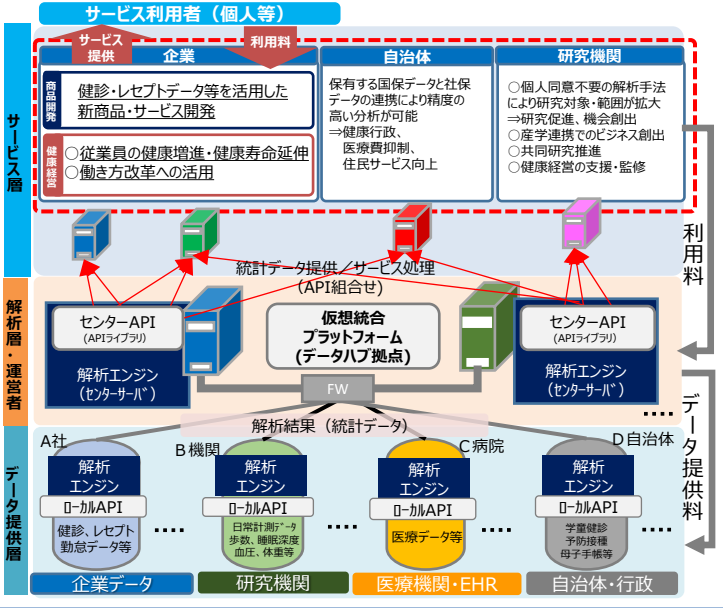 サービス利用者（個人等）
サービス
提供
利用料
サービス層
企業
商品開発
健診・レセプトデータ等を活用した
新商品・サービス開発
健康経営
○従業員の健康増進・健康寿命延伸
○働き方改革への活用
自治体
保有する国保データと社保
データの連携により精度の
高い分析が可能
⇒健康行政、
医療費抑制、
住民サービス向上
研究機関
○個人同意不要の解析手法
により研究対象・範囲が拡大
⇒研究促進、機会創出
○産学連携でのビジネス創出
○共同研究推進
○健康経営の支援・監修
利用料
統計データ提供／サービス処理
（API組合せ）
解析層・運営者
センターAPI
(APIライブラリ)
解析エンジン
（センターサーバ）
仮想統合
プラットフォーム
(データハブ拠点)
センターAPI
(APIライブラリ)
解析エンジン
（センターサーバ）
FW
‥‥
データ提供料
解析結果（統計データ）
データ提供層
A社
解析
エンジン
ローカルAPI
健診、レセプト
勤怠データ等
‥‥
企業データ
B機関
解析
エンジン
ローカルAPI
日常計測データ
歩数、睡眠深度
血圧、体重等
‥‥
研究機関
C病院
解析
エンジン
ローカルAPI
医療データ等
‥‥
医療機関・EHR
D自治体
解析
エンジン
ローカルAPI
学童健診
予防接種
母子手帳等
‥‥
自治体・行政